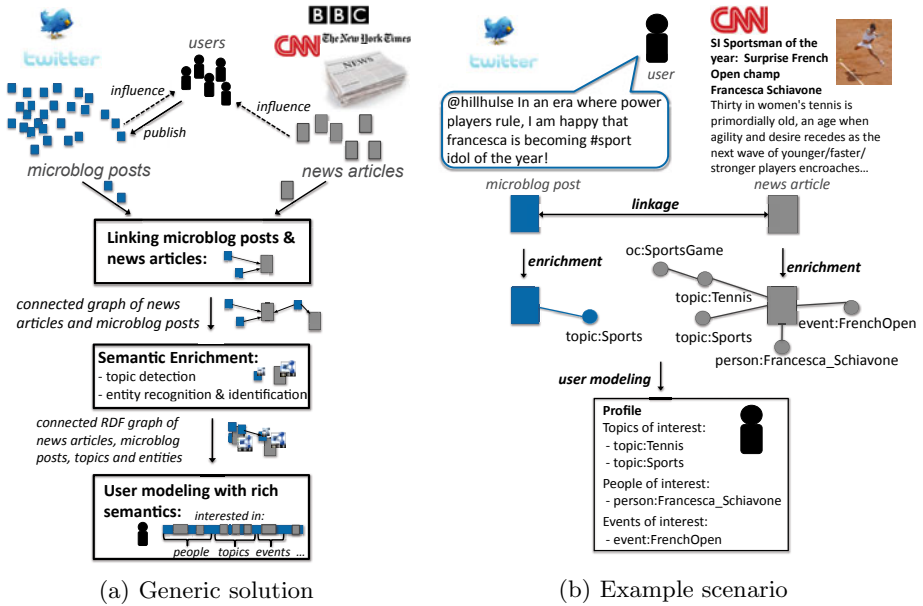 twitter
users
BBC
CNN The New York Times
NEWS
influence
publish
influence
microblog posts
news articles
Linking microblog posts &
news articles:
connected graph of news
articles and microblog posts
Semantic Enrichment:
- topic detection
- entity recognition & identification
connected RDF graph of
news articles, microblog
posts, topics and entities
User modeling with rich
semantics:
interested in:
people topics events ...
(a) Generic solution
twitter
user
@hillhulse In an era where power
players rule, I am happy that
francesca is becoming #sport
idol of the year!
CNN
SI Sportsman of the
year: Surprise French
Open champ
Francesca Schiavone
Thirty in women's tennis is
primordially old, an age when
agility and desire recedes as the
next wave of younger/faster/
stronger players encroaches…
microblog post
news article
linkage
enrichment
oc:SportsGame
enrichment
topic:Tennis
topic:Sports
topic:Sports
event:FrenchOpen
person:Francesca_Schiavone
user modeling
Profile
Topics of interest:
- topic:Tennis
- topic:Sports
People of interest:
- person:Francesca_Schiavone
Events of interest:
- event:FrenchOpen
(b) Example scenario